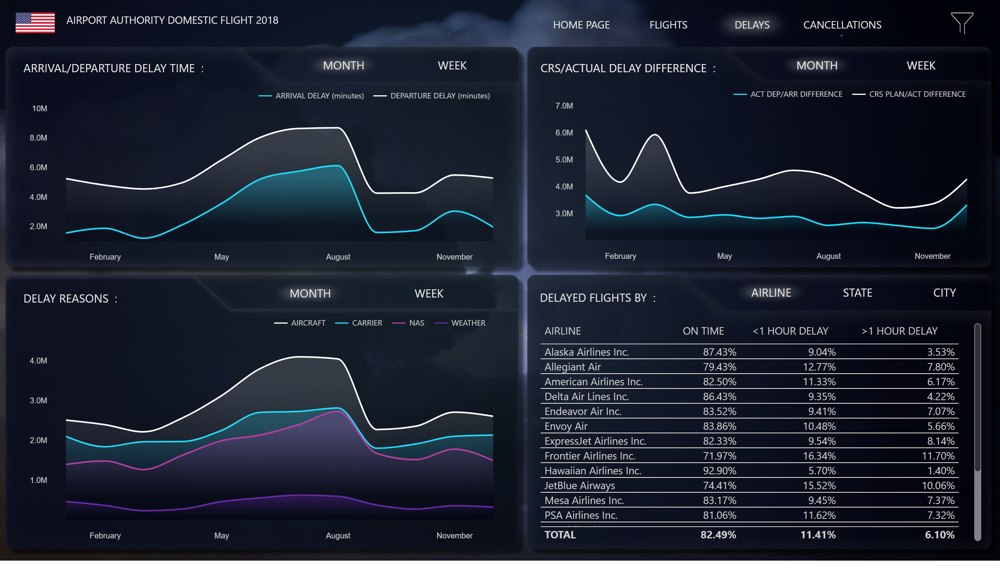 AIRPORT AUTHORITY DOMESTIC FLIGHT 2018
HOME PAGE FLIGHTS DELAYS CANCELLATIONS
ARRIVAL/DEPARTURE DELAY TIME :
MONTH WEEK
ARRIVAL DELAY (minutes) DEPARTURE DELAY (minutes)
10M
8.0M
6.0M
4.0M
2.0M
February May August November
CRS/ACTUAL DELAY DIFFERENCE :
MONTH WEEK
ACT DEP/ARR DIFFERENCE CRS PLAN/ACT DIFFERENCE
7.0M
6.0M
5.0M
4.0M
3.0M
February May August November
DELAY REASONS :
MONTH WEEK
AIRCRAFT CARRIER NAS WEATHER
4.0M
3.0M
2.0M
1.0M
February May August November
DELAYED FLIGHTS BY :
AIRLINE STATE CITY
AIRLINE ON TIME <1 HOUR DELAY >1 HOUR DELAY
Alaska Airlines Inc. 87.43% 9.04% 3.53%
Allegiant Air 79.43% 12.77% 7.80%
American Airlines Inc. 82.50% 11.33% 6.17%
Delta Air Lines Inc. 86.43% 9.35% 4.22%
Endeavor Air Inc. 83.52% 9.41% 7.07%
Envoy Air 83.86% 10.48% 5.66%
ExpressJet Airlines Inc. 82.33% 9.54% 8.14%
Frontier Airlines Inc. 71.97% 16.34% 11.70%
Hawaiian Airlines Inc. 92.90% 5.70% 1.40%
JetBlue Airways 74.41% 15.52% 10.06%
Mesa Airlines Inc. 83.17% 9.45% 7.37%
PSA Airlines Inc. 81.06% 11.62% 7.32%
TOTAL 82.49% 11.41% 6.10%